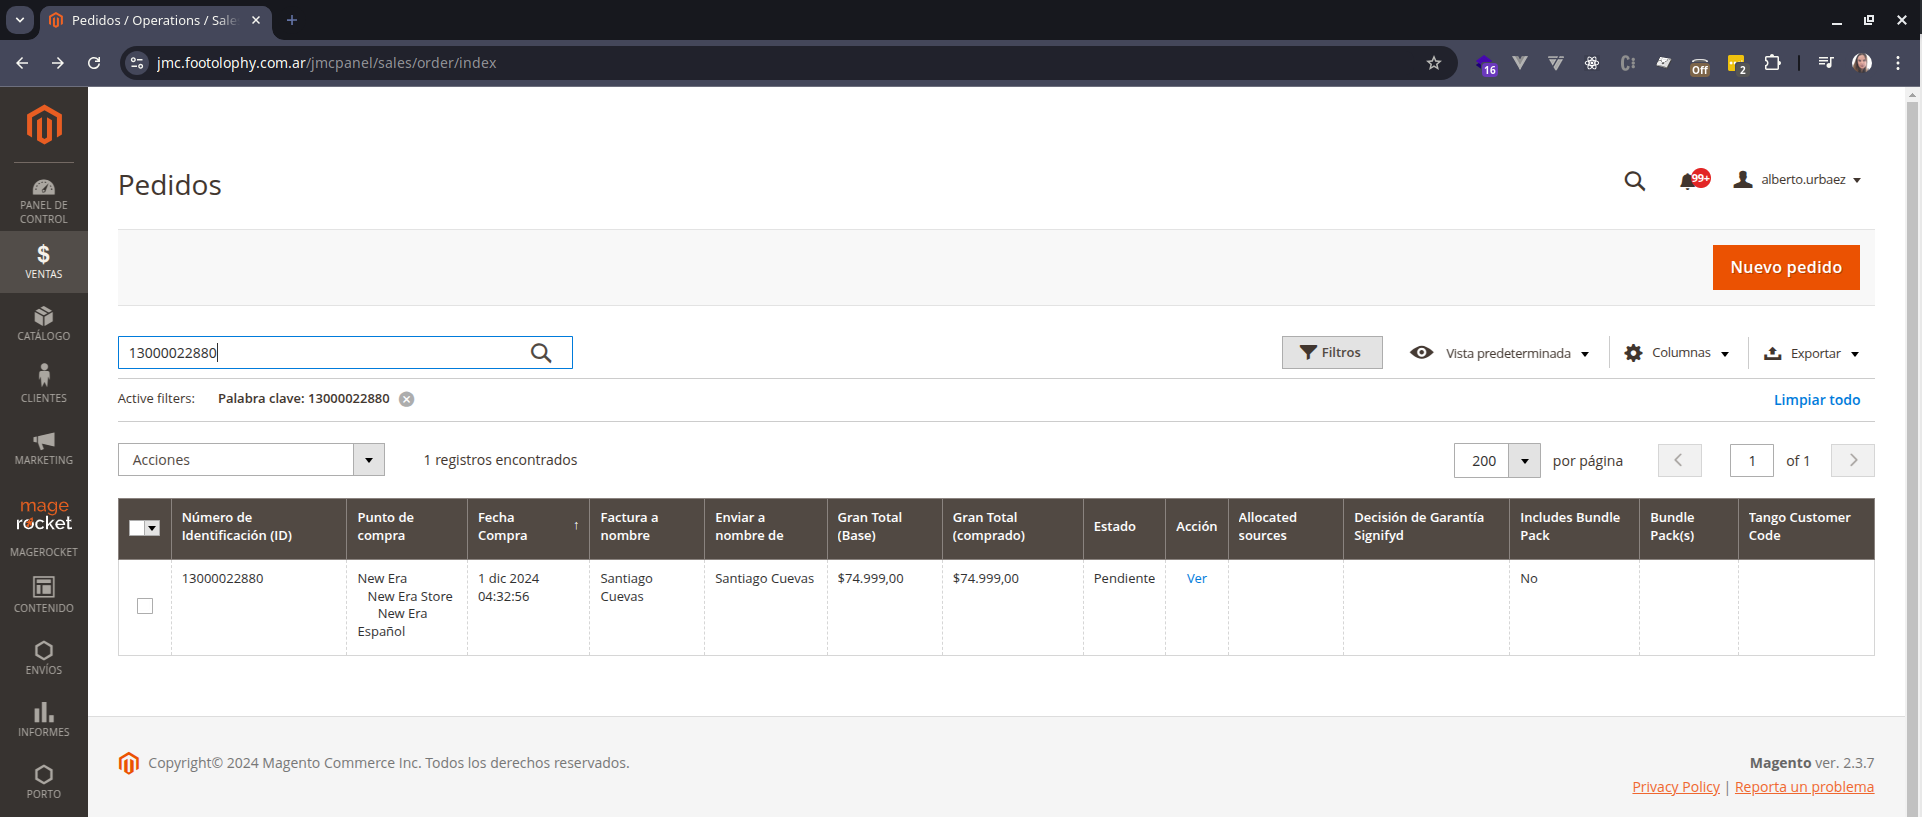 Pedidos / Operations / Sale
jmc.footolophy.com.ar/jmcpanel/sales/order/index
16
Off
2
PANEL DE
CONTROL
VENTAS
CATÁLOGO
CLIENTES
MARKETING
mage
rocket
MAGEROCKET
CONTENIDO
ENVÍOS
INFORMES
PORTO
Pedidos
99+
alberto.urbaez
Nuevo pedido
13000022880
Filtros
Vista predeterminada
Columnas
Exportar
Active filters:
Palabra clave: 13000022880
Limpiar todo
Acciones
1 registros encontrados
200
por página
1
of 1
Número de
Identificación (ID)
Punto de
compra
Fecha
Compra
↑
Factura a
nombre
Enviar a
nombre de
Gran Total
(Base)
Gran Total
(comprado)
Estado
Acción
Allocated
sources
Decisión de Garantía
Signifyd
Includes Bundle
Pack
Bundle
Pack(s)
Tango Customer
Code
13000022880
New Era
New Era Store
New Era
Español
1 dic 2024
04:32:56
Santiago
Cuevas
Santiago Cuevas
$74.999,00
$74.999,00
Pendiente
Ver
No
Copyright© 2024 Magento Commerce Inc. Todos los derechos reservados.
Magento ver. 2.3.7
Privacy Policy | Reporta un problema